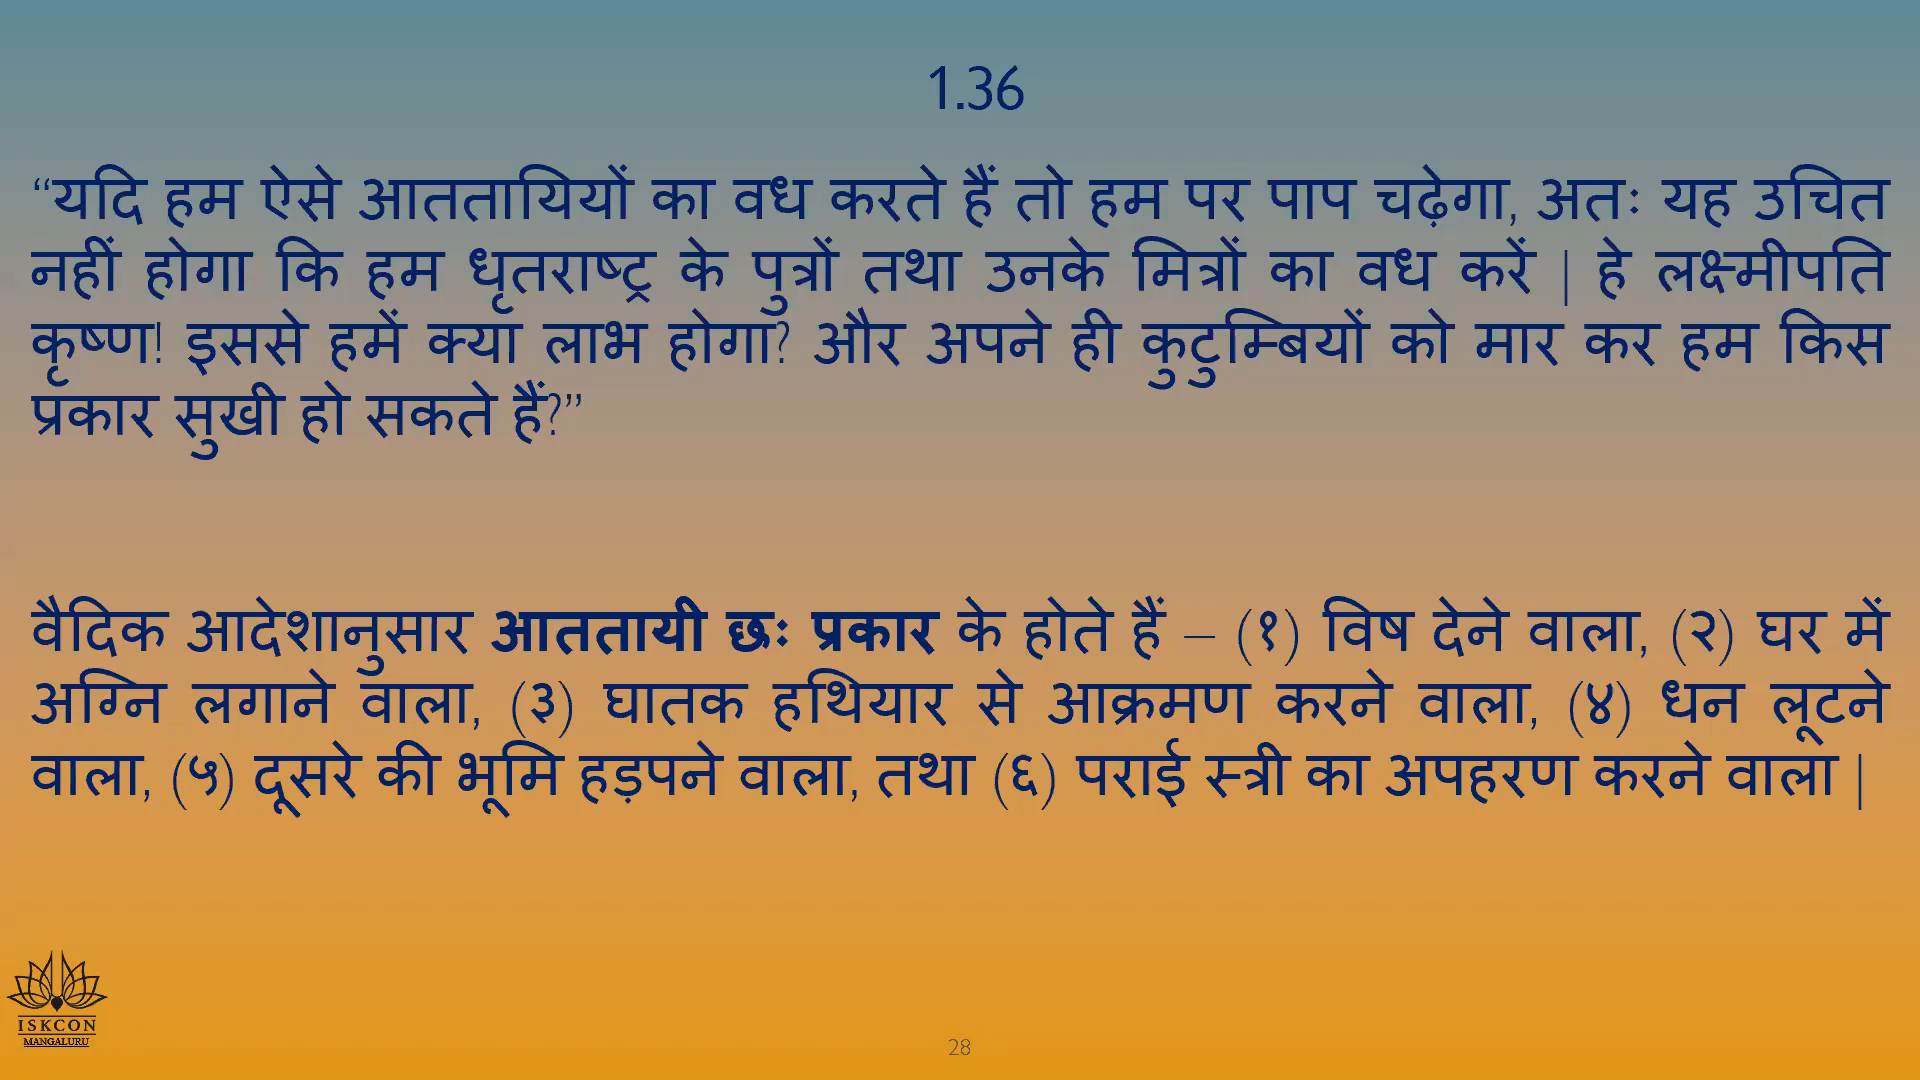 1.36
“यदि हम ऐसे आततायियों का वध करते हैं तो हम पर पाप चढ़ेगा, अतः यह उचित
नहीं होगा कि हम धृतराष्ट्र के पुत्रों तथा उनके मित्रों का वध करें | हे लक्ष्मीपति
कृष्ण! इससे हमें क्या लाभ होगा? और अपने ही कुटुम्बियों को मार कर हम किस
प्रकार सुखी हो सकते हैं?”
वैदिक आदेशानुसार आततायी छः प्रकार के होते हैं – (१) विष देने वाला, (२) घर में
अग्नि लगाने वाला, (३) घातक हथियार से आक्रमण करने वाला, (४) धन लूटने
वाला, (५) दूसरे की भूमि हड़पने वाला, तथा (६) पराई स्त्री का अपहरण करने वाला |
ISKCON
MANGALURU
28